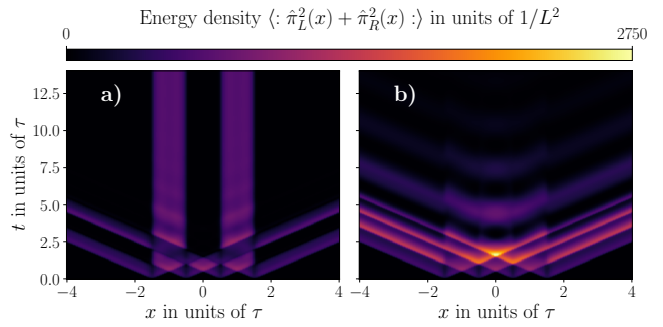 Energy density ⟨: π̂²_L(x) + π̂²_R(x) :⟩ in units of 1/L²
0 2750
a) b)
t in units of τ
12.5
10.0
7.5
5.0
2.5
0.0
−4 −2 0 2 4 −4 −2 0 2 4
x in units of τ x in units of τ